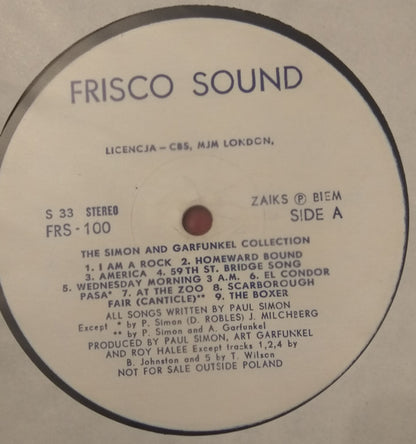 FRISCO SOUND
LICENCJA – CBS, MJM LONDON,
S 33 STEREO
FRS - 100
ZAIKS Ⓟ BIEM
SIDE A
THE SIMON AND GARFUNKEL COLLECTION
1. I AM A ROCK 2. HOMEWARD BOUND
3. AMERICA 4. 59TH ST. BRIDGE SONG
5. WEDNESDAY MORNING 3 A.M. 6. EL CONDOR
PASA* 7. AT THE ZOO 8. SCARBOROUGH
FAIR (CANTICLE)** 9. THE BOXER
ALL SONGS WRITTEN BY PAUL SIMON
Except * by P. Simon (D. ROBLES) J. MILCHBERG
** by P. Simon and A. Garfunkel
PRODUCED BY PAUL SIMON, ART GARFUNKEL
AND ROY HALEE Except tracks 1,2,4 by
B. Johnston and 5 by T. Wilson
NOT FOR SALE OUTSIDE POLAND